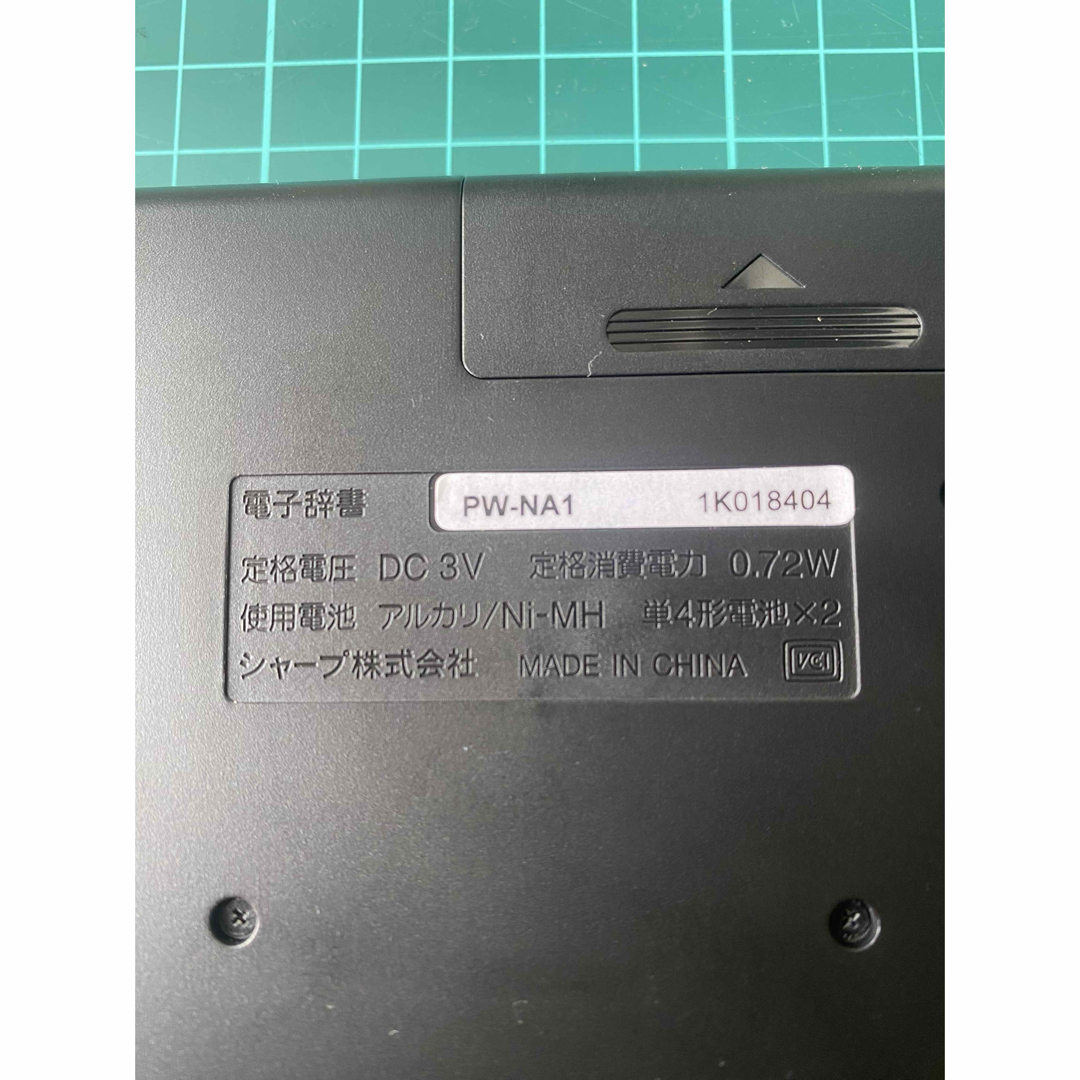 電子辞書 PW-NA1 1K018404
定格電圧 DC 3V 定格消費電力 0.72W
使用電池 アルカリ/Ni-MH 単4形電池×2
シャープ株式会社 MADE IN CHINA VCI